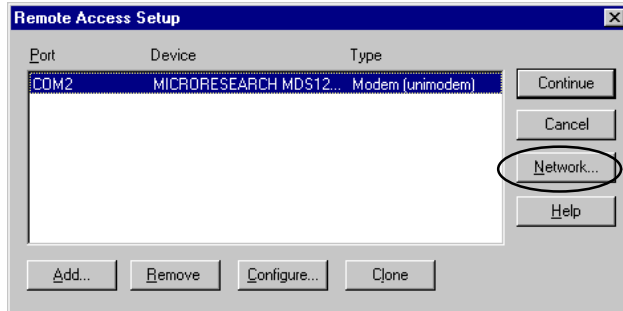 Remote Access Setup
Port Device Type
COM2 MICRORESEARCH MDS12... Modem (unimodem)
Continue
Cancel
Network...
Help
Add... Remove Configure... Clone